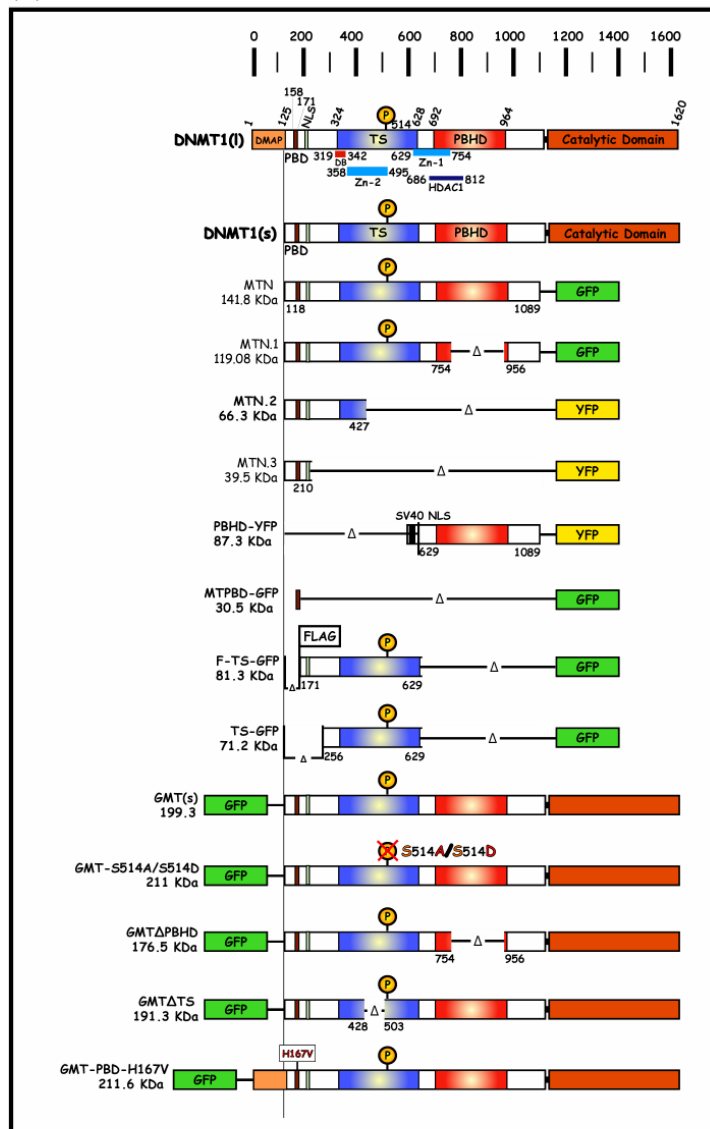 0 200 400 600 800 1000 1200 1400 1600
1 125 158 171 NLS 324 P 514 628 692 964 1620
DNMT1(l) DMAP TS PBHD Catalytic Domain
PBD 319 DB 342 629 Zn-1 754
358 Zn-2 495 686 HDAC1 812
P
DNMT1(s) TS PBHD Catalytic Domain
PBD
P
MTN GFP
141.8 KDa 118 1089
P
MTN.1 Δ GFP
119.08 KDa 754 956
MTN.2 Δ YFP
66.3 KDa 427
MTN.3 Δ YFP
39.5 KDa 210
SV40 NLS
PBHD-YFP Δ YFP
87.3 KDa 629 1089
MTPBD-GFP Δ GFP
30.5 KDa
FLAG P
F-TS-GFP Δ GFP
81.3 KDa Δ 171 629
P
TS-GFP Δ GFP
71.2 KDa Δ 256 629
P
GMT(s) GFP
199.3
P S514A/S514D
GMT-S514A/S514D GFP
211 KDa
P
GMTΔPBHD GFP Δ
176.5 KDa 754 956
P
GMTΔTS GFP Δ
191.3 KDa 428 503
H167V P
GMT-PBD-H167V GFP
211.6 KDa